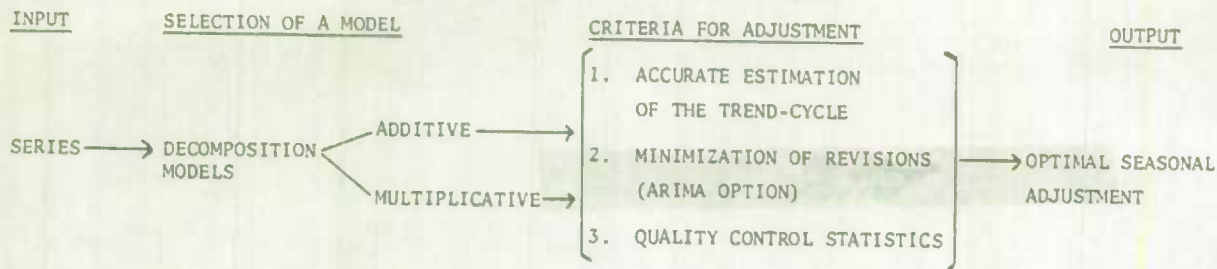 INPUT
SELECTION OF A MODEL
CRITERIA FOR ADJUSTMENT
OUTPUT
SERIES
DECOMPOSITION
MODELS
ADDITIVE
MULTIPLICATIVE
1. ACCURATE ESTIMATION
OF THE TREND-CYCLE
2. MINIMIZATION OF REVISIONS
(ARIMA OPTION)
3. QUALITY CONTROL STATISTICS
OPTIMAL SEASONAL
ADJUSTMENT